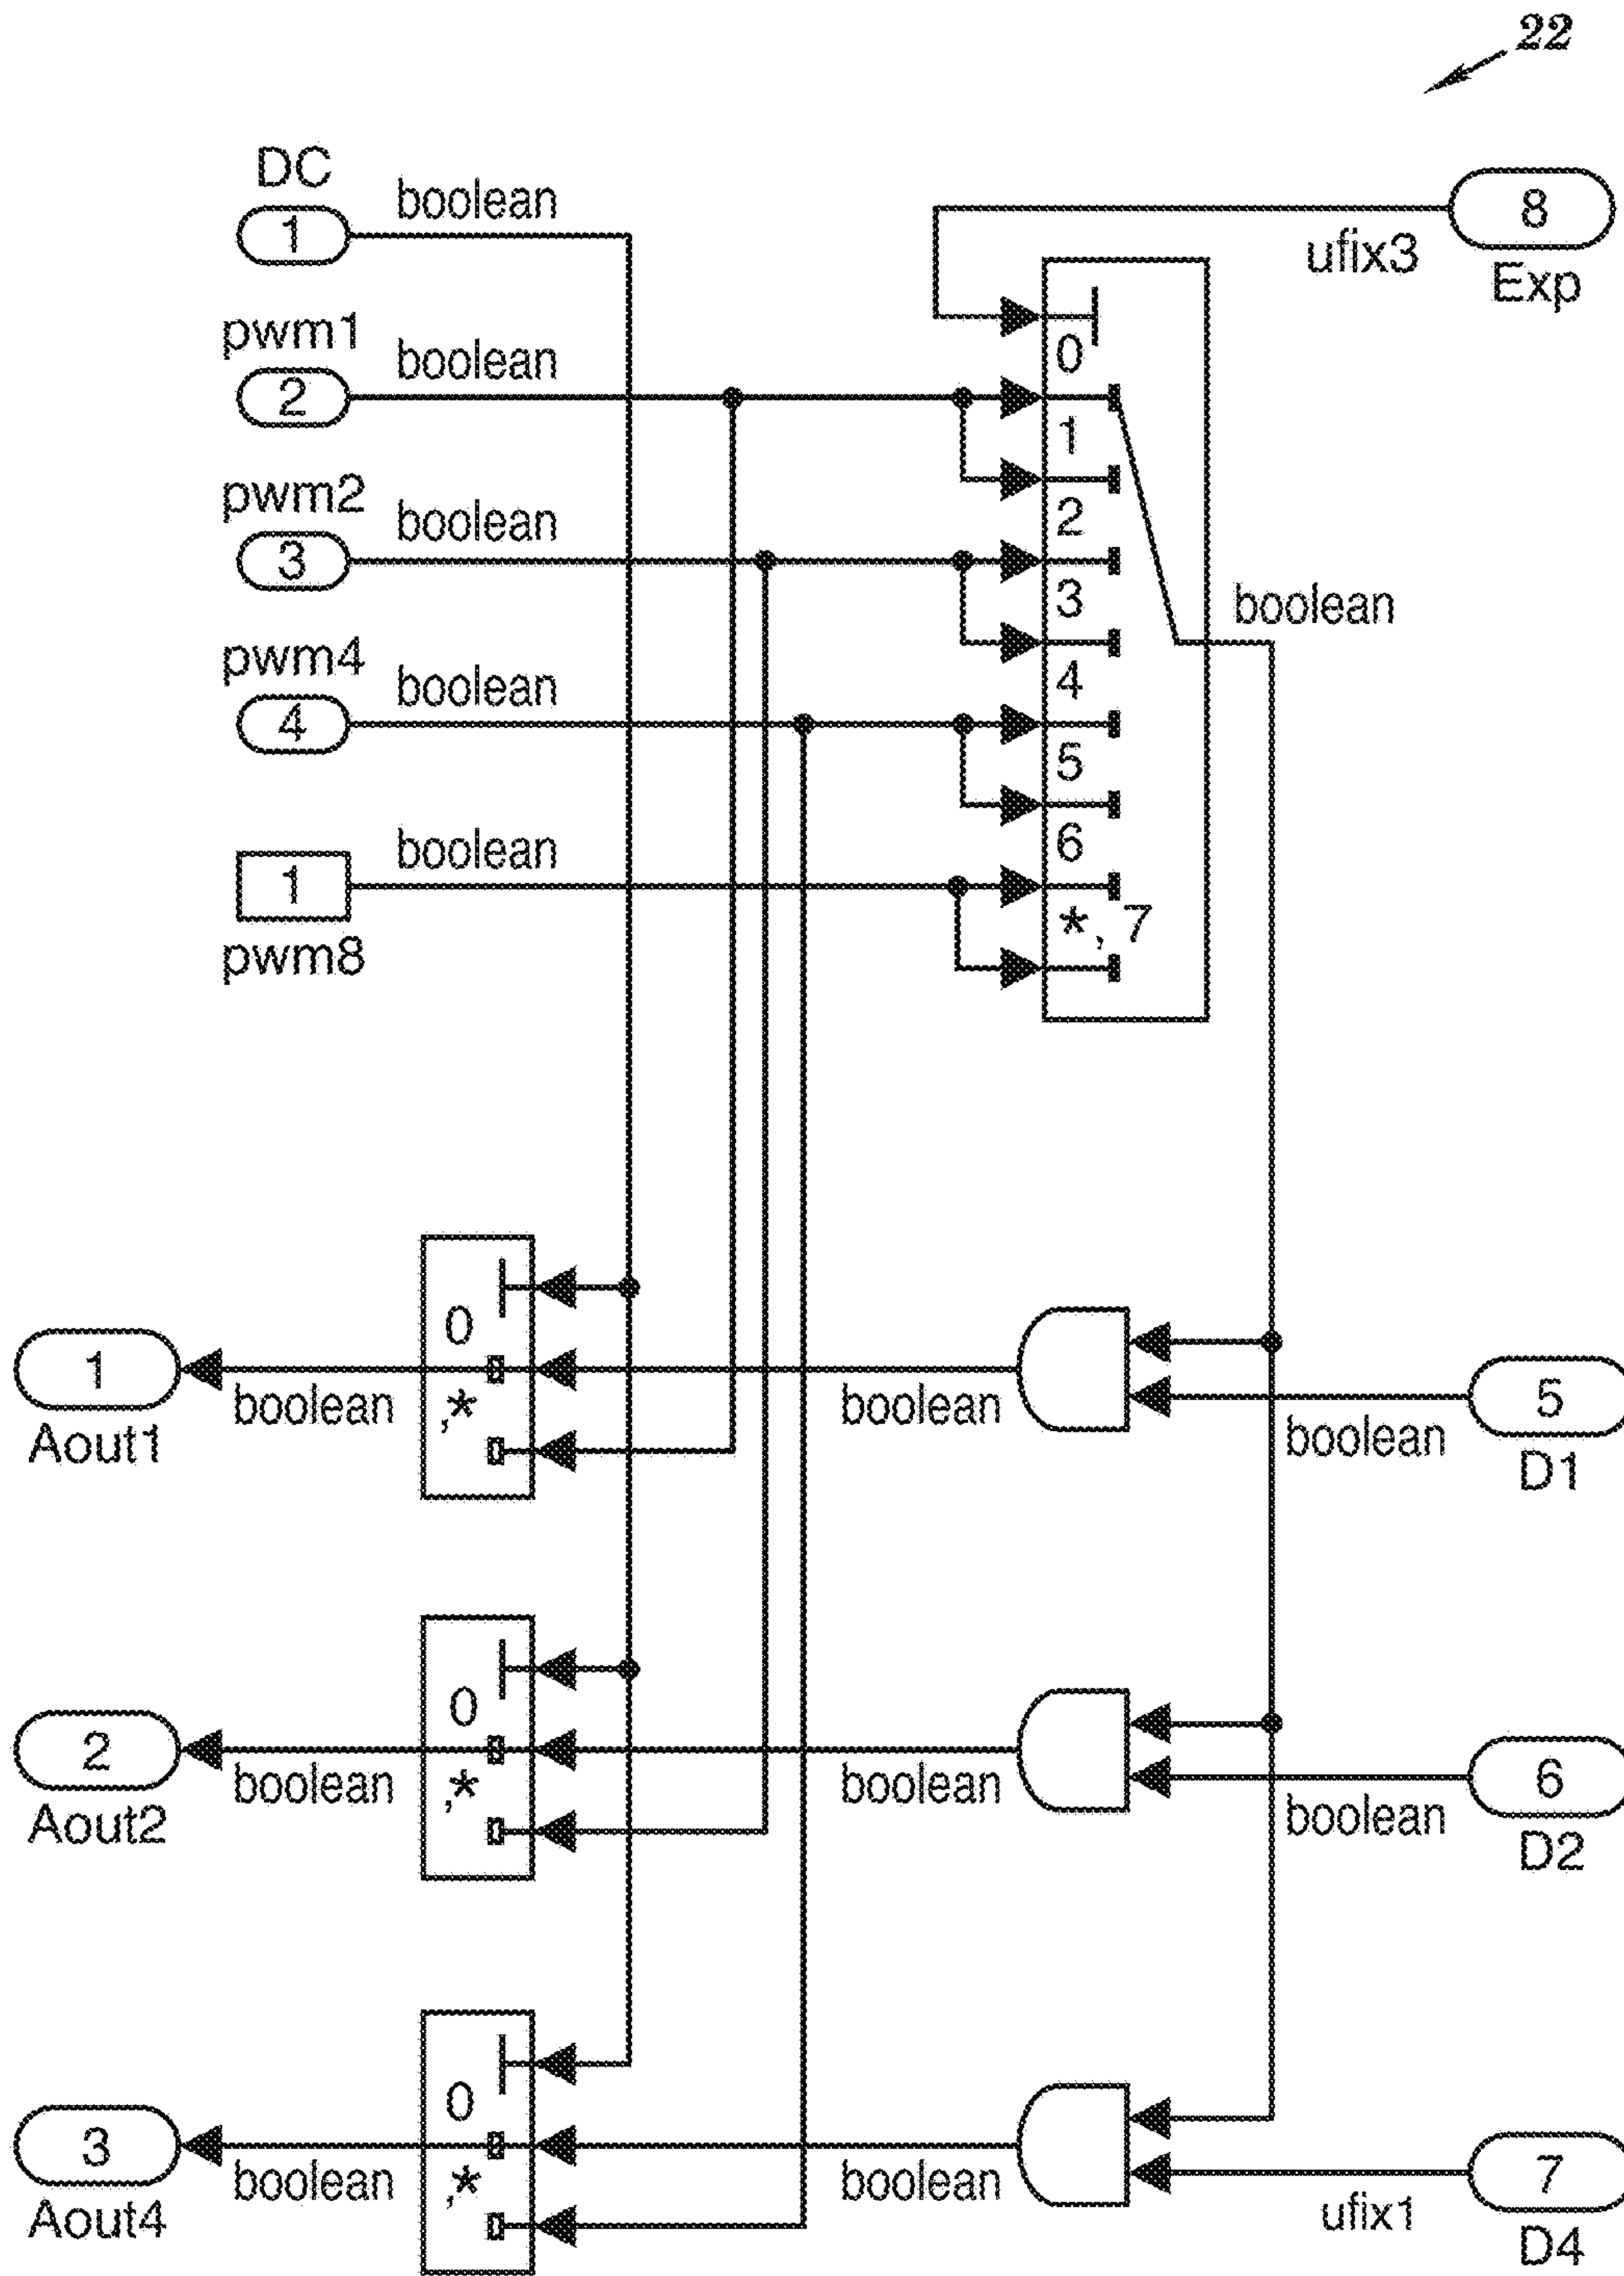 22
DC
1
boolean
8
Exp
ufix3
pwm1
2
boolean
0
1
pwm2
3
boolean
2
3
boolean
pwm4
4
boolean
4
5
1
boolean
pwm8
6
*, 7
1
Aout1
boolean
0
,*
boolean
5
D1
boolean
2
Aout2
boolean
0
,*
boolean
6
D2
boolean
3
Aout4
boolean
0
,*
boolean
7
D4
ufix1